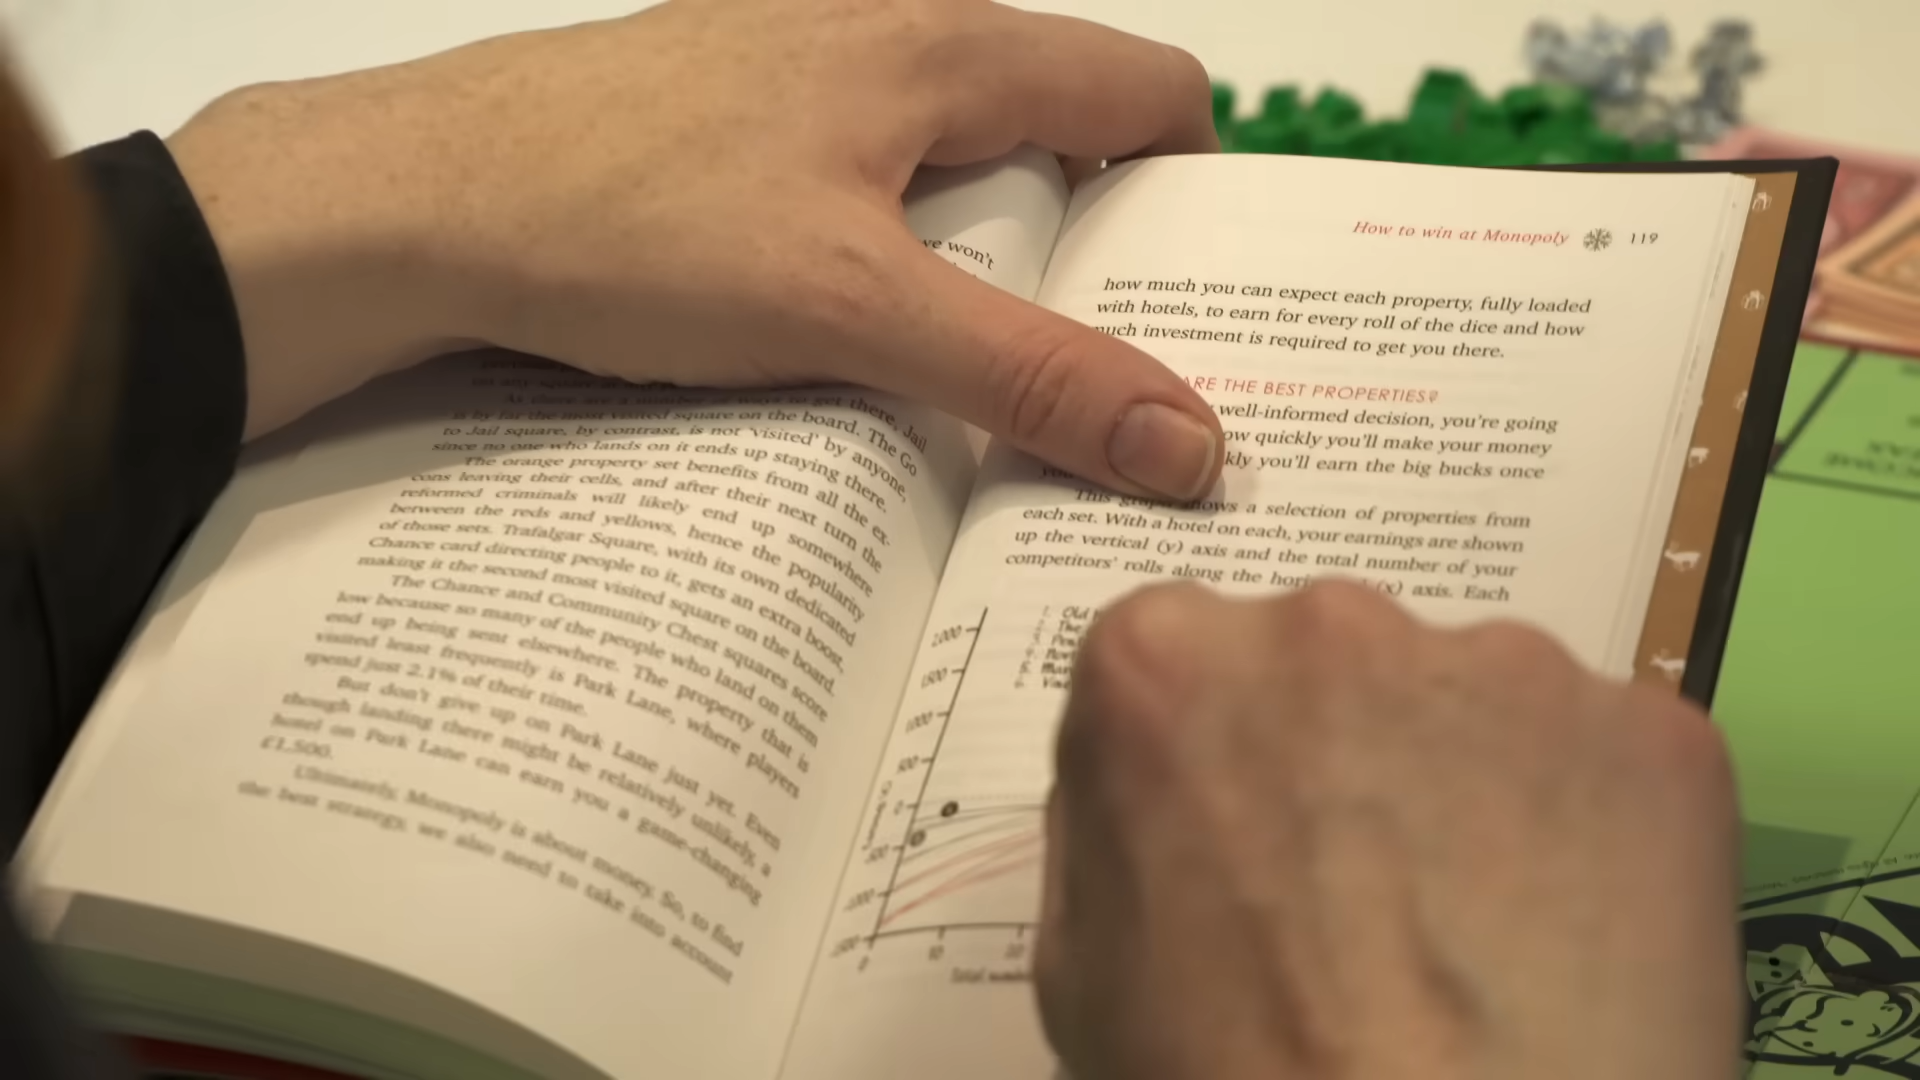 we won't
on any square
As there are a number of ways to get there, Jail
is by far the most visited square on the board. The Go
to Jail square, by contrast, is not 'visited' by anyone,
since no one who lands on it ends up staying there.
The orange property set benefits from all the ex-
cons leaving their cells, and after their next turn the
reformed criminals will likely end up somewhere
between the reds and yellows, hence the popularity
of those sets. Trafalgar Square, with its own dedicated
Chance card directing people to it, gets an extra boost,
making it the second most visited square on the board.
The Chance and Community Chest squares score
low because so many of the people who land on them
end up being sent elsewhere. The property that is
visited least frequently is Park Lane, where players
spend just 2.1% of their time.
But don't give up on Park Lane just yet. Even
though landing there might be relatively unlikely, a
hotel on Park Lane can earn you a game-changing
£1,500.
Ultimately, Monopoly is about money. So, to find
the best strategy, we also need to take into account
How to win at Monopoly 119
how much you can expect each property, fully loaded
with hotels, to earn for every roll of the dice and how
much investment is required to get you there.
ARE THE BEST PROPERTIES?
well-informed decision, you're going
how quickly you'll make your money
you'll earn the big bucks once
This graph shows a selection of properties from
each set. With a hotel on each, your earnings are shown
up the vertical (y) axis and the total number of your
competitors' rolls along the (x) axis. Each
Old
The
2000
1500
1000
500
0
-500
-1000
-1500
0 10 20
Total